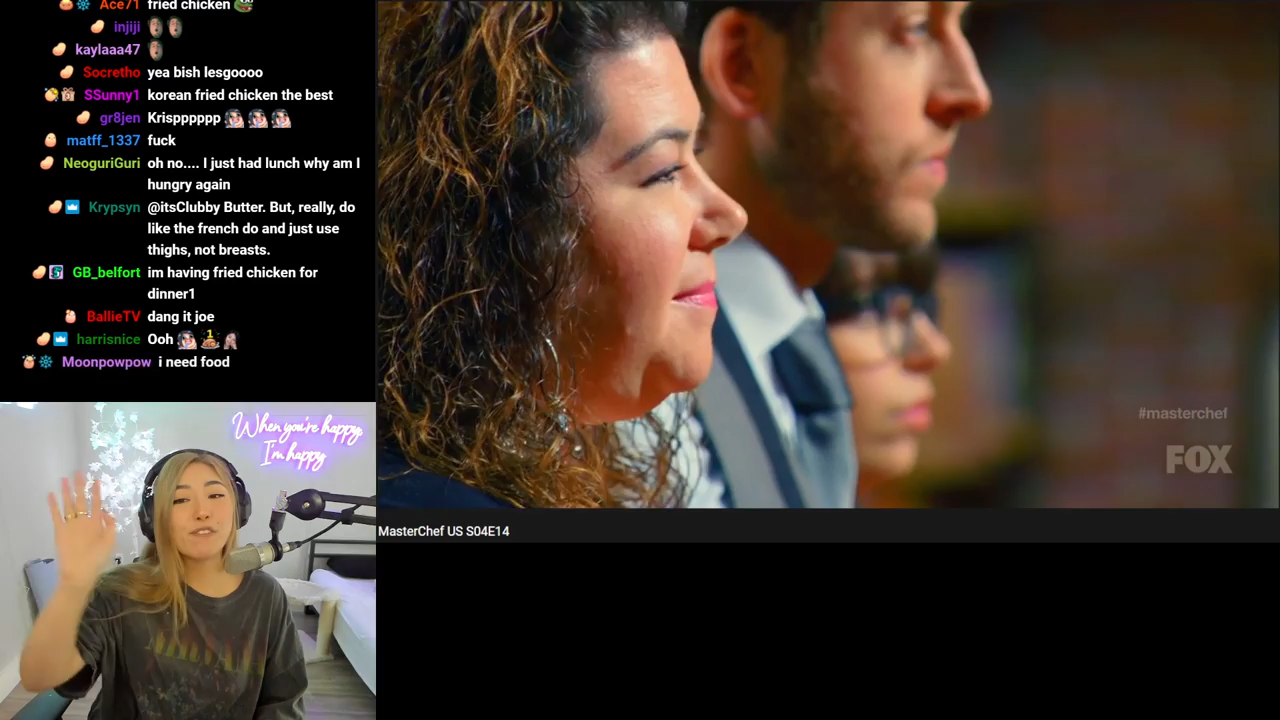 Ace71 fried chicken
injiji
kaylaaa47
Socretho yea bish lesgoooo
SSunny1 korean fried chicken the best
gr8jen Krispppppp
matff_1337 fuck
NeoguriGuri oh no.... I just had lunch why am I
hungry again
Krypsyn @itsClubby Butter. But, really, do
like the french do and just use
thighs, not breasts.
GB_belfort im having fried chicken for
dinner1
BallieTV dang it joe
harrisnice Ooh
Moonpowpow i need food
When you're happy,
I'm happy
#masterchef
FOX
MasterChef US S04E14